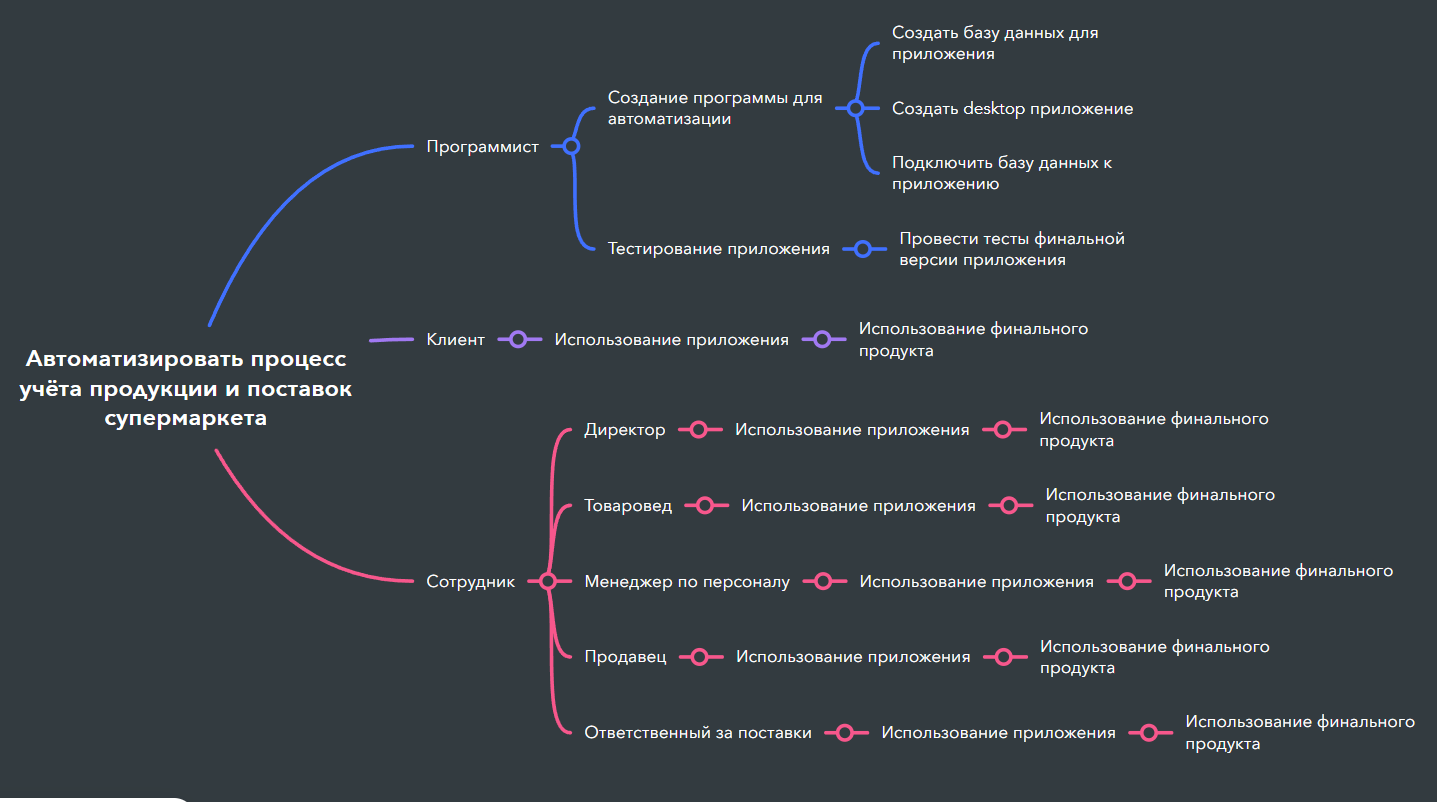 Создать базу данных для
приложения
Создание программы для
автоматизации
Создать desktop приложение
Программист
Подключить базу данных к
приложению
Тестирование приложения
Провести тесты финальной
версии приложения
Клиент
Использование приложения
Использование финального
продукта
Автоматизировать процесс
учёта продукции и поставок
супермаркета
Директор
Использование приложения
Использование финального
продукта
Товаровед
Использование приложения
Использование финального
продукта
Сотрудник
Менеджер по персоналу
Использование приложения
Использование финального
продукта
Продавец
Использование приложения
Использование финального
продукта
Ответственный за поставки
Использование приложения
Использование финального
продукта